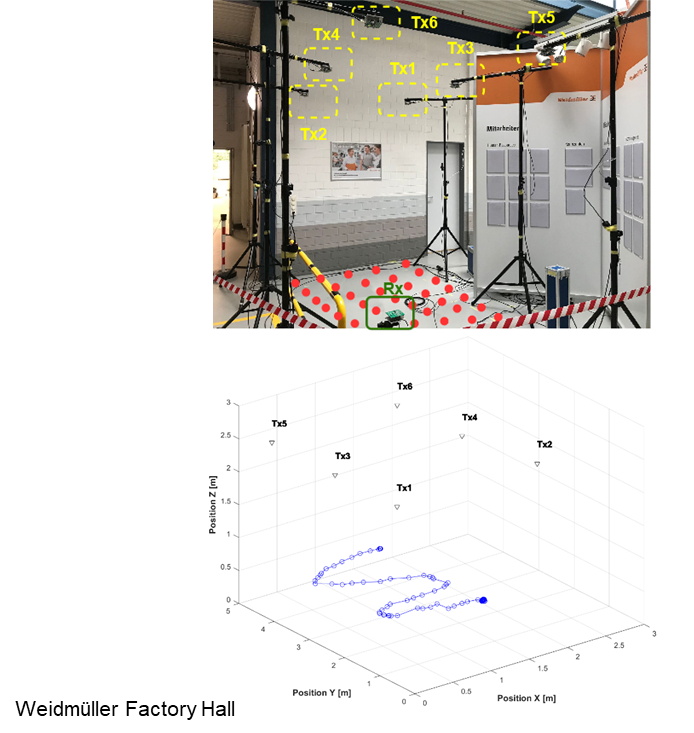 Tx6
Tx5
Tx4
Tx3
Tx1
Tx2
Weidmüller
Mitarbeiter
Rx
Tx6
Tx5
Tx4
Tx2
Tx3
Tx1
Position Z [m]
3
2.5
2
1.5
1
0.5
0
5
4
3
2
1
0
Position Y [m]
0
0.5
1
1.5
2
2.5
3
Position X [m]
Weidmüller Factory Hall